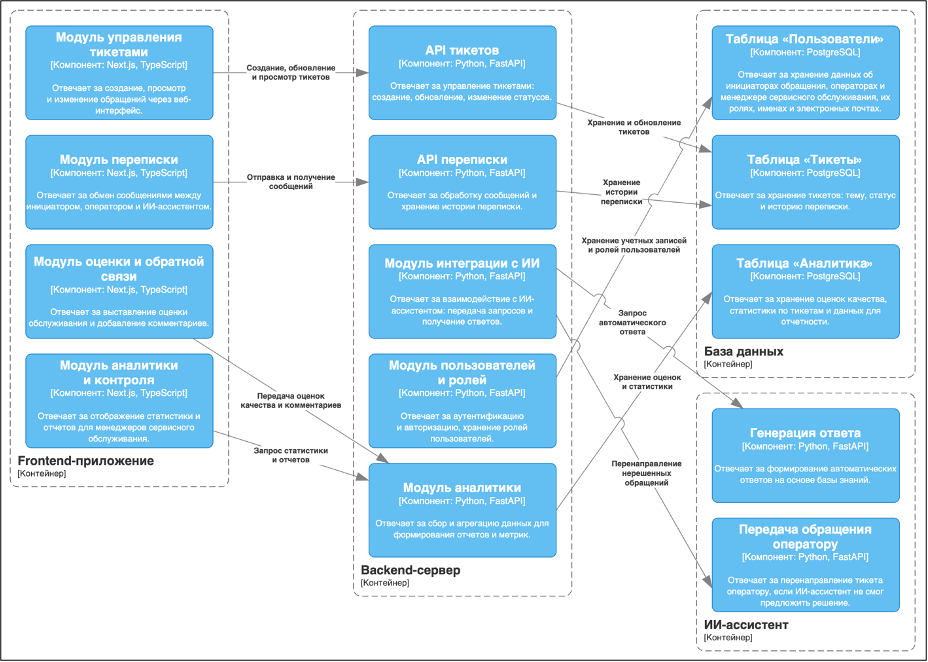 Модуль управления
тикетами
[Компонент: Next.js, TypeScript]
Отвечает за создание, просмотр
и изменение обращений через веб-
интерфейс.
Модуль переписки
[Компонент: Next.js, TypeScript]
Отвечает за обмен сообщениями между
инициатором, оператором и ИИ-ассистентом.
Модуль оценки и обратной
связи
[Компонент: Next.js, TypeScript]
Отвечает за выставление оценки
обслуживания и добавление комментариев.
Модуль аналитики
и контроля
[Компонент: Next.js, TypeScript]
Отвечает за отображение статистики и
отчетов для менеджеров сервисного
обслуживания.
Frontend-приложение
[Контейнер]
Создание, обновление
и просмотр тикетов
Отправка и получение
сообщений
Передача оценок
качества и комментариев
Запрос статистики
и отчетов
API тикетов
[Компонент: Python, FastAPI]
Отвечает за управление тикетами:
создание, обновление, изменение статусов.
API переписки
[Компонент: Python, FastAPI]
Отвечает за обработку сообщений и
хранение истории переписки.
Модуль интеграции с ИИ
[Компонент: Python, FastAPI]
Отвечает за взаимодействие с ИИ-
ассистентом: передача запросов и
получение ответов.
Модуль пользователей
и ролей
[Компонент: Python, FastAPI]
Отвечает за аутентификацию
и авторизацию, хранение ролей
пользователей.
Модуль аналитики
[Компонент: Python, FastAPI]
Отвечает за сбор и агрегацию данных для
формирования отчетов и метрик.
Backend-сервер
[Контейнер]
Хранение и обновление
тикетов
Хранение
истории
переписки
Хранение учетных записей
и ролей пользователей
Запрос
автоматического
ответа
Хранение оценок
и статистики
Перенаправление
нерешенных
обращений
Таблица «Пользователи»
[Компонент: PostgreSQL]
Отвечает за хранение данных об
инициаторах обращения, операторах и
менеджере сервисного обслуживания, их
ролях, именах и электронных почтах.
Таблица «Тикеты»
[Компонент: PostgreSQL]
Отвечает за хранение тикетов: тему, статус
и историю переписки.
Таблица «Аналитика»
[Компонент: PostgreSQL]
Отвечает за хранение оценок качества,
статистики по тикетам и данных для
отчетности.
База данных
[Контейнер]
Генерация ответа
[Компонент: Python, FastAPI]
Отвечает за формирование автоматических
ответов на основе базы знаний.
Передача обращения
оператору
[Компонент: Python, FastAPI]
Отвечает за перенаправление тикета
оператору, если ИИ-ассистент не смог
предложить решение.
ИИ-ассистент
[Контейнер]